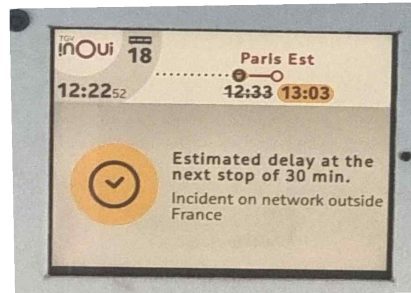 TGV
inOui
18
Paris Est
12:22 52
12:33 13:03
Estimated delay at the
next stop of 30 min.
Incident on network outside
France